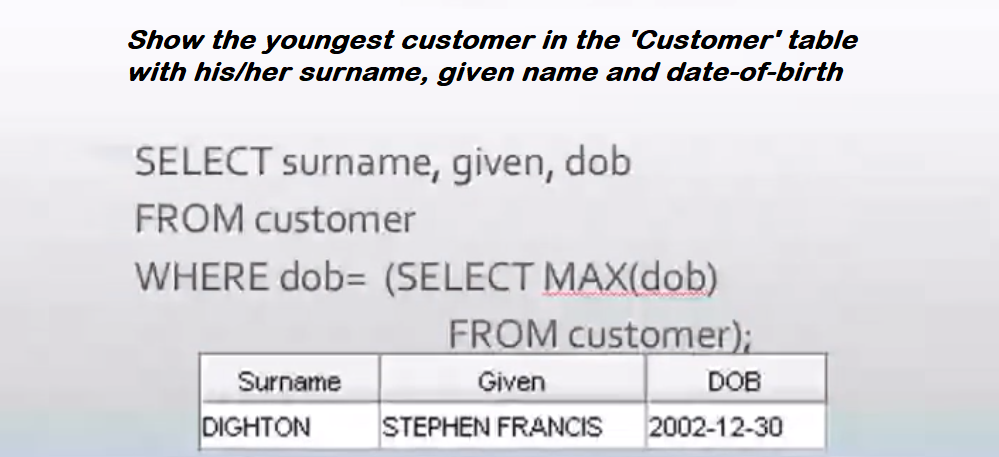 Show the youngest customer in the 'Customer' table
with his/her surname, given name and date-of-birth
SELECT surname, given, dob
FROM customer
WHERE dob= (SELECT MAX(dob)
FROM customer);
Surname Given DOB
DIGHTON STEPHEN FRANCIS 2002-12-30